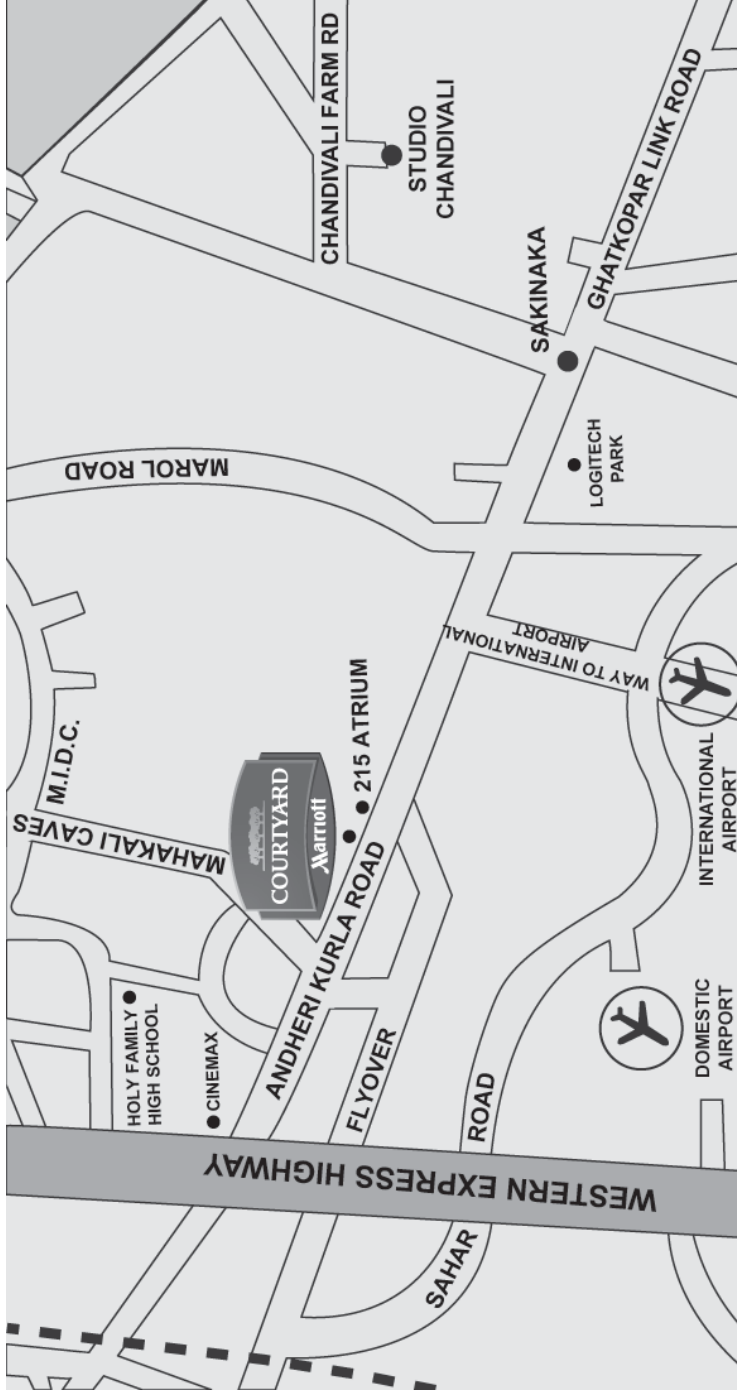 CHANDIVALI FARM RD
STUDIO
CHANDIVALI
GHATKOPAR LINK ROAD
SAKINAKA
MAROL ROAD
LOGITECH
PARK
WAY TO INTERNATIONAL
AIRPORT
M.I.D.C.
MAHAKALI CAVES
COURTYARD
Marriott
215 ATRIUM
ANDHERI KURLA ROAD
INTERNATIONAL
AIRPORT
HOLY FAMILY
HIGH SCHOOL
CINEMAX
FLYOVER
DOMESTIC
AIRPORT
SAHAR
ROAD
WESTERN EXPRESS HIGHWAY